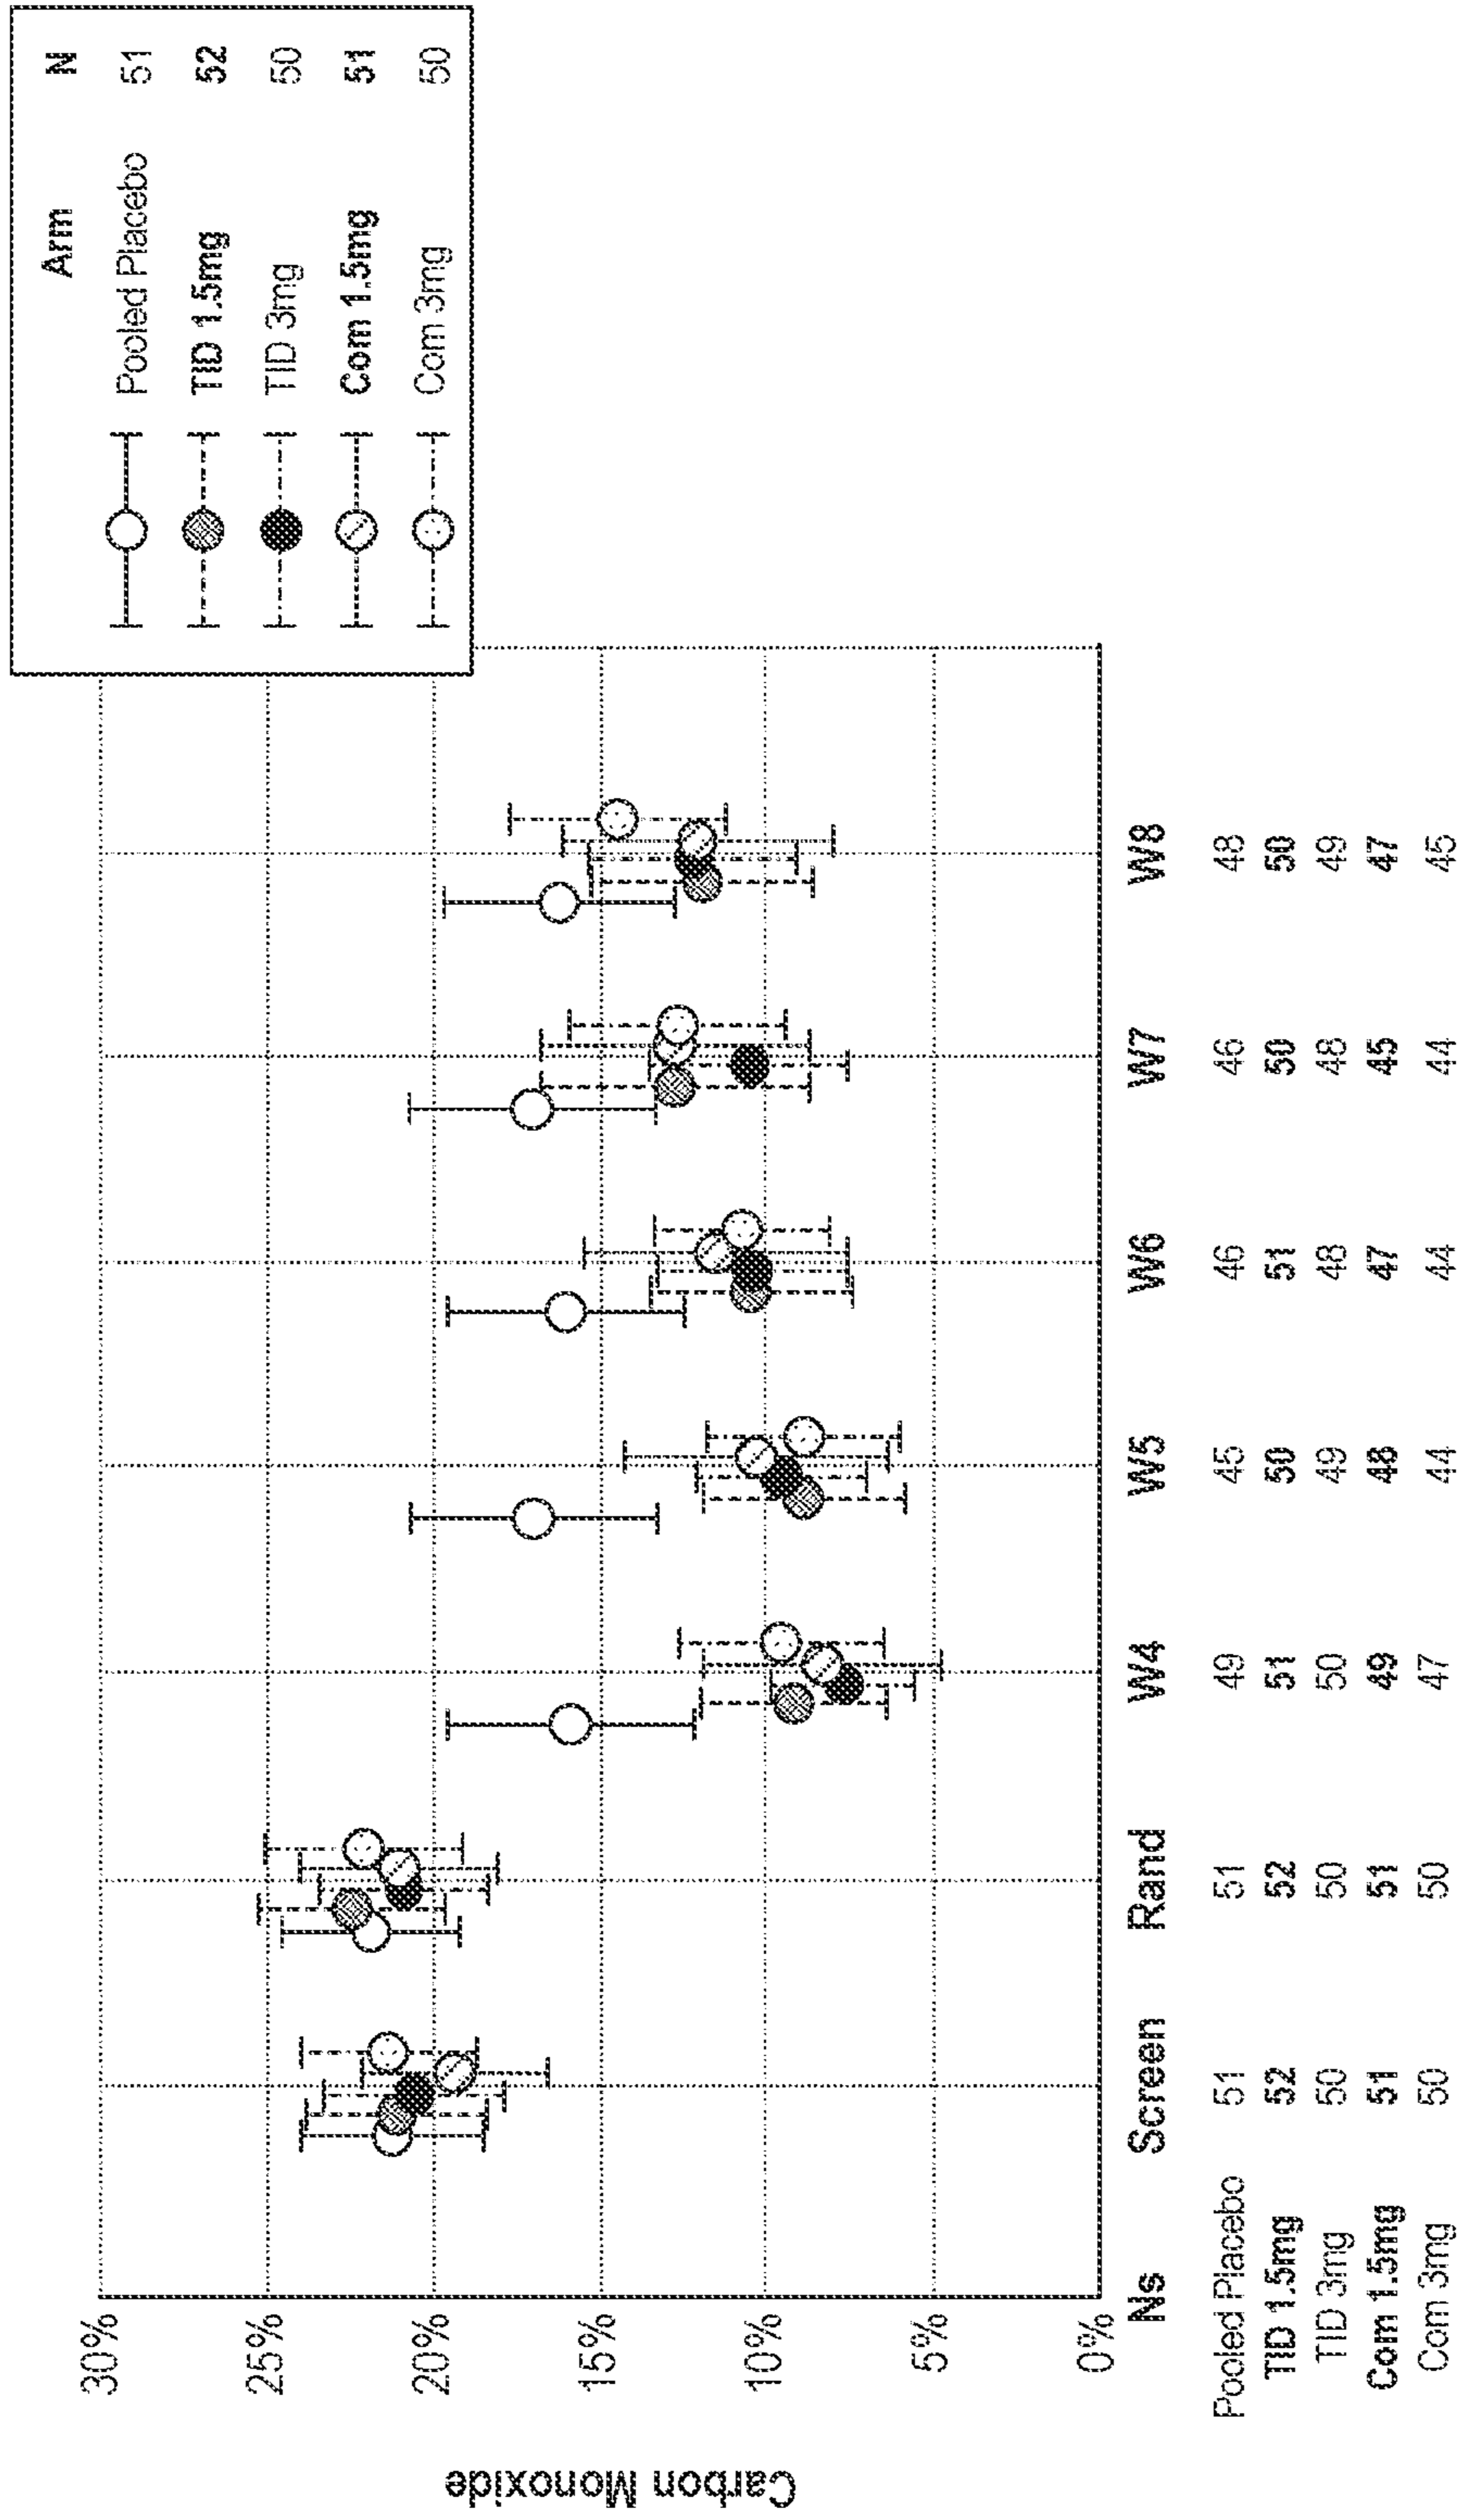 Arm N
Pooled Placebo 51
TID 1.5mg 52
TID 3mg 50
Com 1.5mg 51
Com 3mg 50
Carbon Monoxide
30%
25%
20%
15%
10%
5%
0%
Ns Screen Rand W4 W5 W6 W7 W8
Pooled Placebo 51 51 49 45 46 46 48
TID 1.5mg 52 52 51 50 51 50 50
TID 3mg 50 50 50 49 48 48 49
Com 1.5mg 51 51 49 48 47 45 47
Com 3mg 50 50 47 44 44 44 45